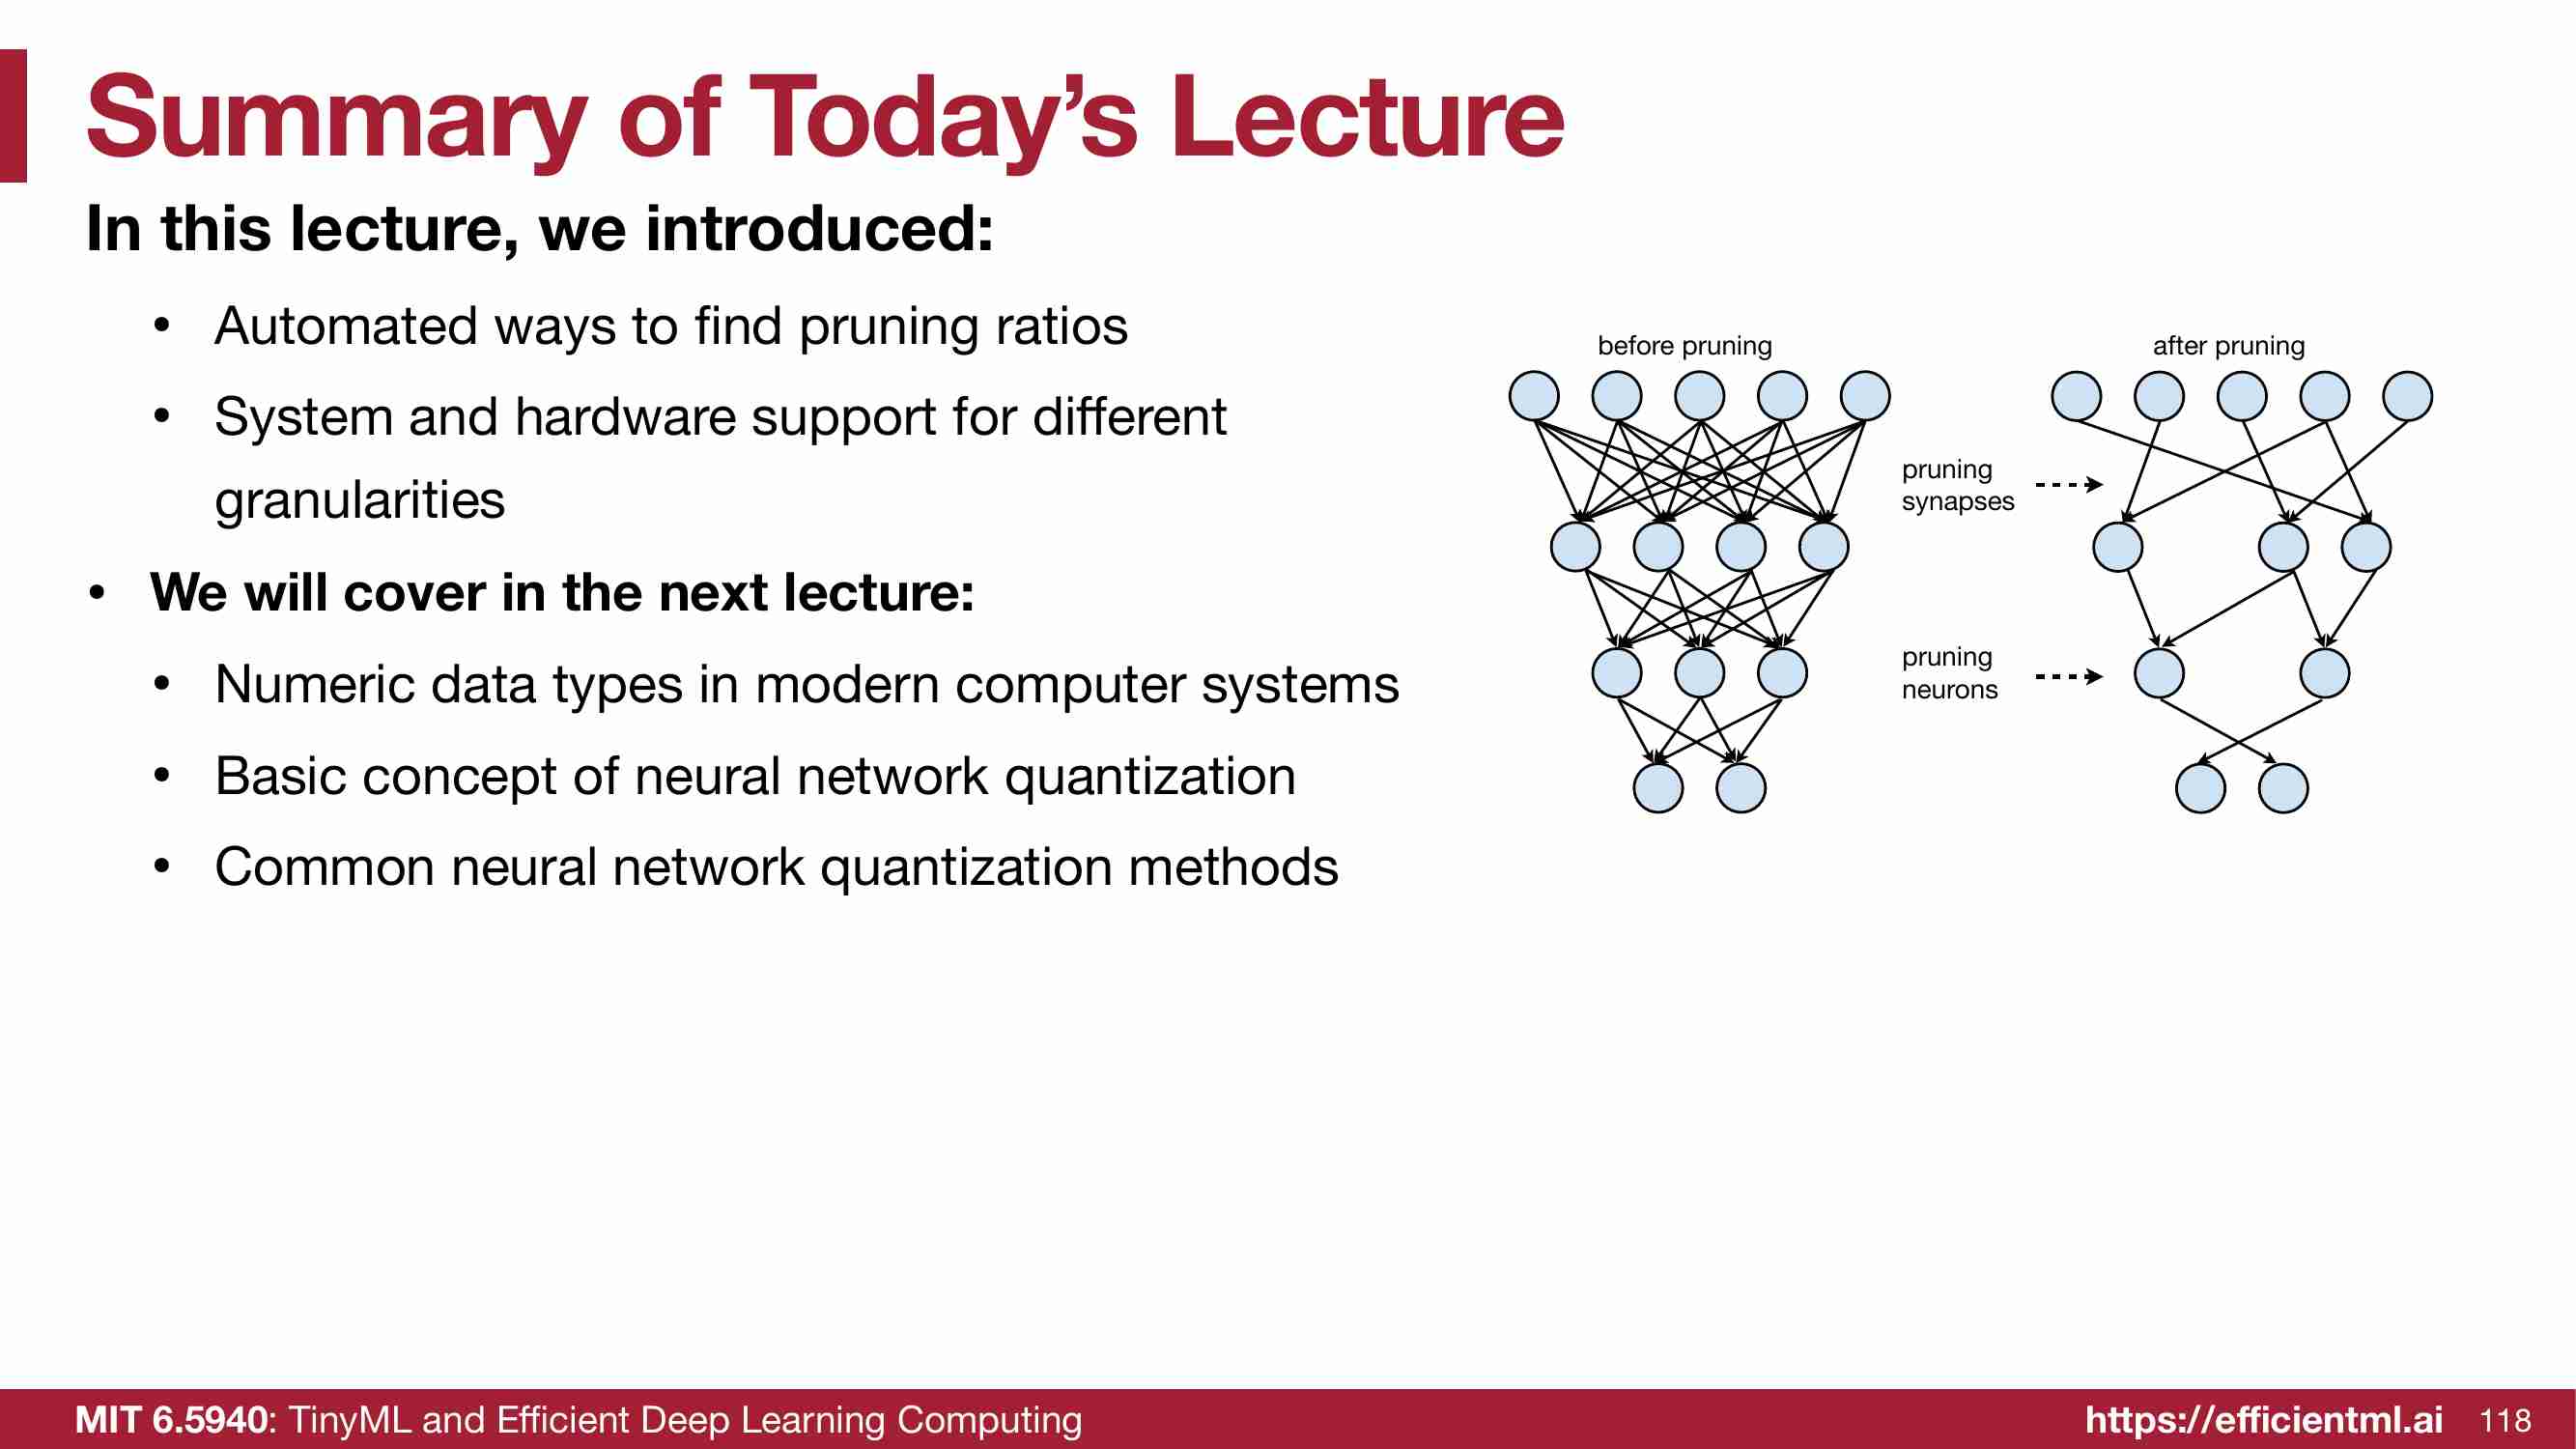 Summary of Today’s Lecture
In this lecture, we introduced:
• Automated ways to find pruning ratios
• System and hardware support for different
granularities
• We will cover in the next lecture:
• Numeric data types in modern computer systems
• Basic concept of neural network quantization
• Common neural network quantization methods
before pruning
after pruning
pruning
synapses
pruning
neurons
MIT 6.5940: TinyML and Efficient Deep Learning Computing
https://efficientml.ai
118